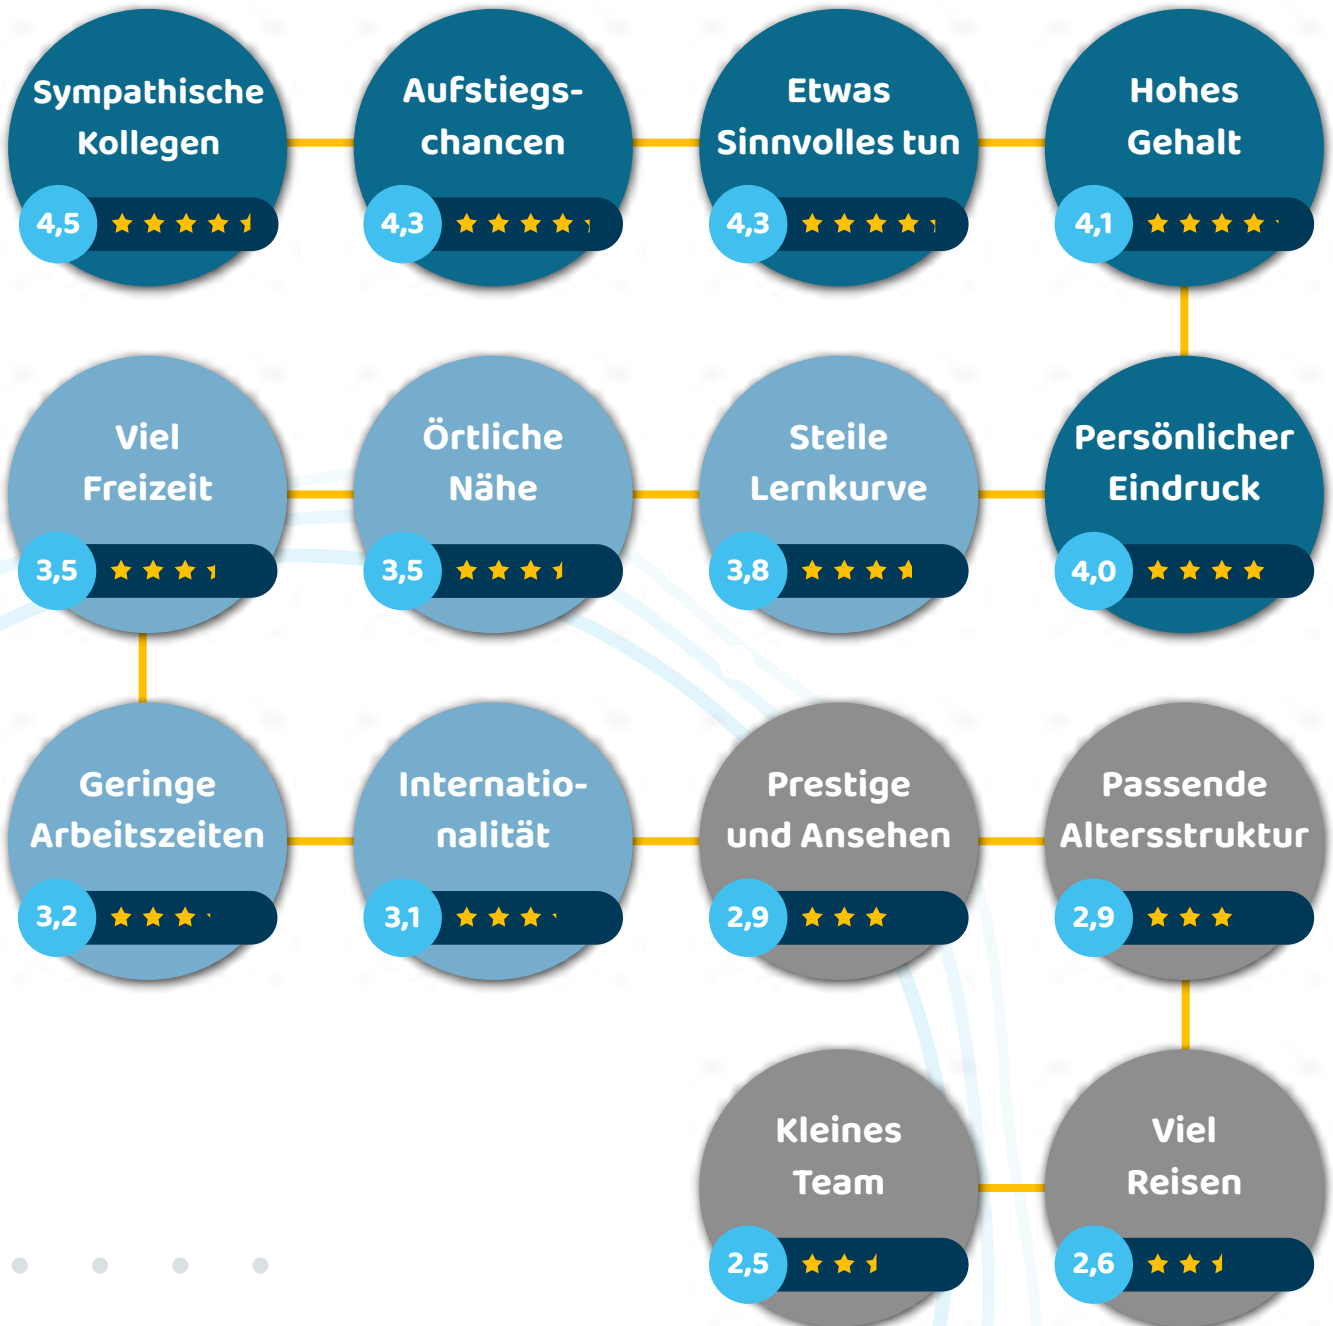 Sympathische
Kollegen
4,5
Aufstiegs-
chancen
4,3
Etwas
Sinnvolles tun
4,3
Hohes
Gehalt
4,1
Viel
Freizeit
3,5
Örtliche
Nähe
3,5
Steile
Lernkurve
3,8
Persönlicher
Eindruck
4,0
Geringe
Arbeitszeiten
3,2
Internatio-
nalität
3,1
Prestige
und Ansehen
2,9
Passende
Altersstruktur
2,9
Kleines
Team
2,5
Viel
Reisen
2,6